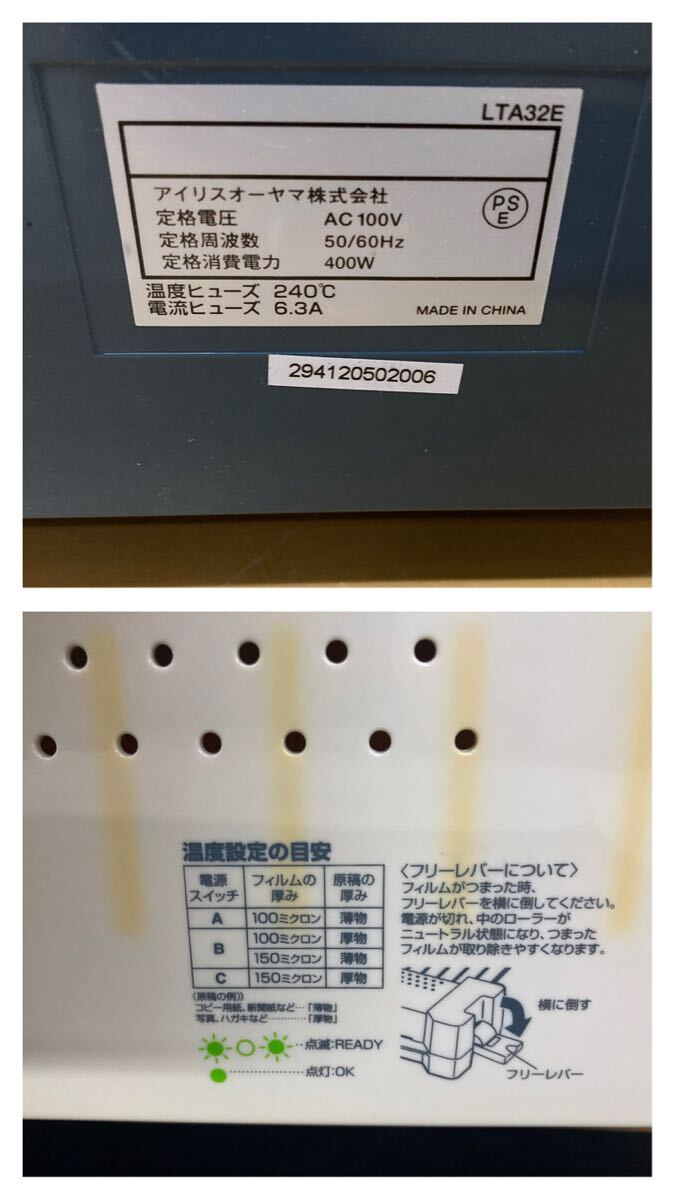 LTA32E
アイリスオーヤマ株式会社
定格電圧 AC 100V
定格周波数 50/60Hz
定格消費電力 400W
PS
E
温度ヒューズ 240℃
電流ヒューズ 6.3A
MADE IN CHINA
294120502006
温度設定の目安
電源スイッチ フィルムの厚み 原稿の厚み
A 100ミクロン 薄物
B 100ミクロン 厚物
150ミクロン 薄物
C 150ミクロン 厚物
(原稿の例))
コピー用紙、新聞紙など…「薄物」
写真、ハガキなど…………「厚物」
点滅:READY
点灯:OK
〈フリーレバーについて〉
フィルムがつまった時、
フリーレバーを横に倒してください。
電源が切れ、中のローラーが
ニュートラル状態になり、つまった
フィルムが取り除きやすくなります。
横に倒す
フリーレバー